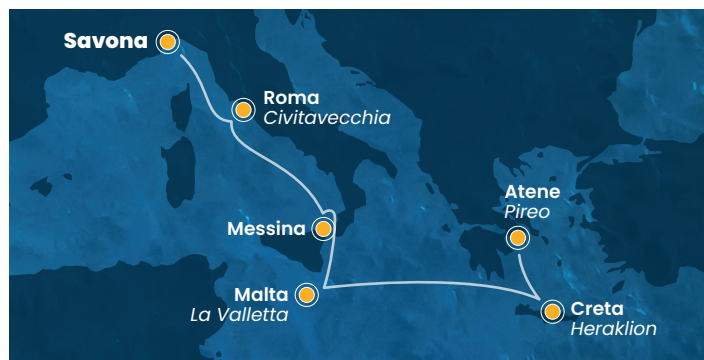 Savona
Roma
Civitavecchia
Messina
Malta
La Valletta
Atene
Pireo
Creta
Heraklion